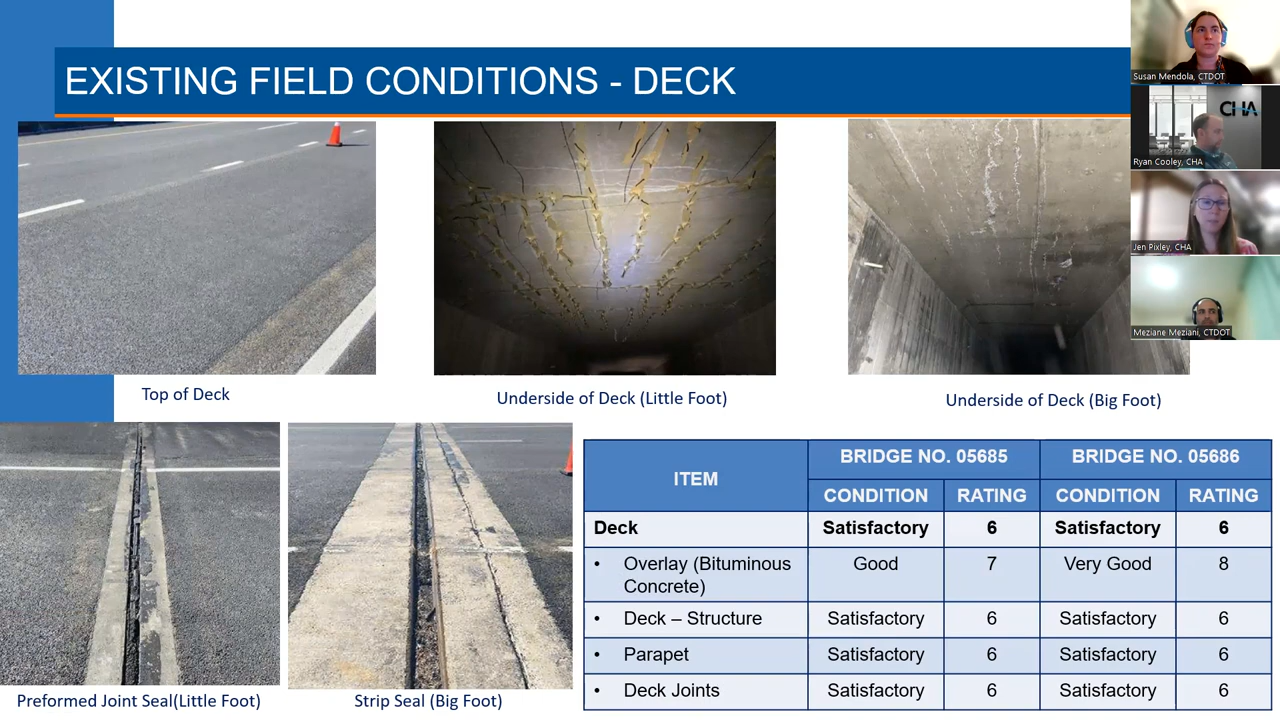 EXISTING FIELD CONDITIONS - DECK
Susan Mendola, CTDOT
CHA
Ryan Cooley, CHA
Jen Pixley, CHA
Meziane Meziani, CTDOT
Top of Deck
Underside of Deck (Little Foot)
Underside of Deck (Big Foot)
Preformed Joint Seal(Little Foot)
Strip Seal (Big Foot)
ITEM BRIDGE NO. 05685 BRIDGE NO. 05686
CONDITION RATING CONDITION RATING
Deck Satisfactory 6 Satisfactory 6
• Overlay (Bituminous Good 7 Very Good 8
Concrete)
• Deck – Structure Satisfactory 6 Satisfactory 6
• Parapet Satisfactory 6 Satisfactory 6
• Deck Joints Satisfactory 6 Satisfactory 6